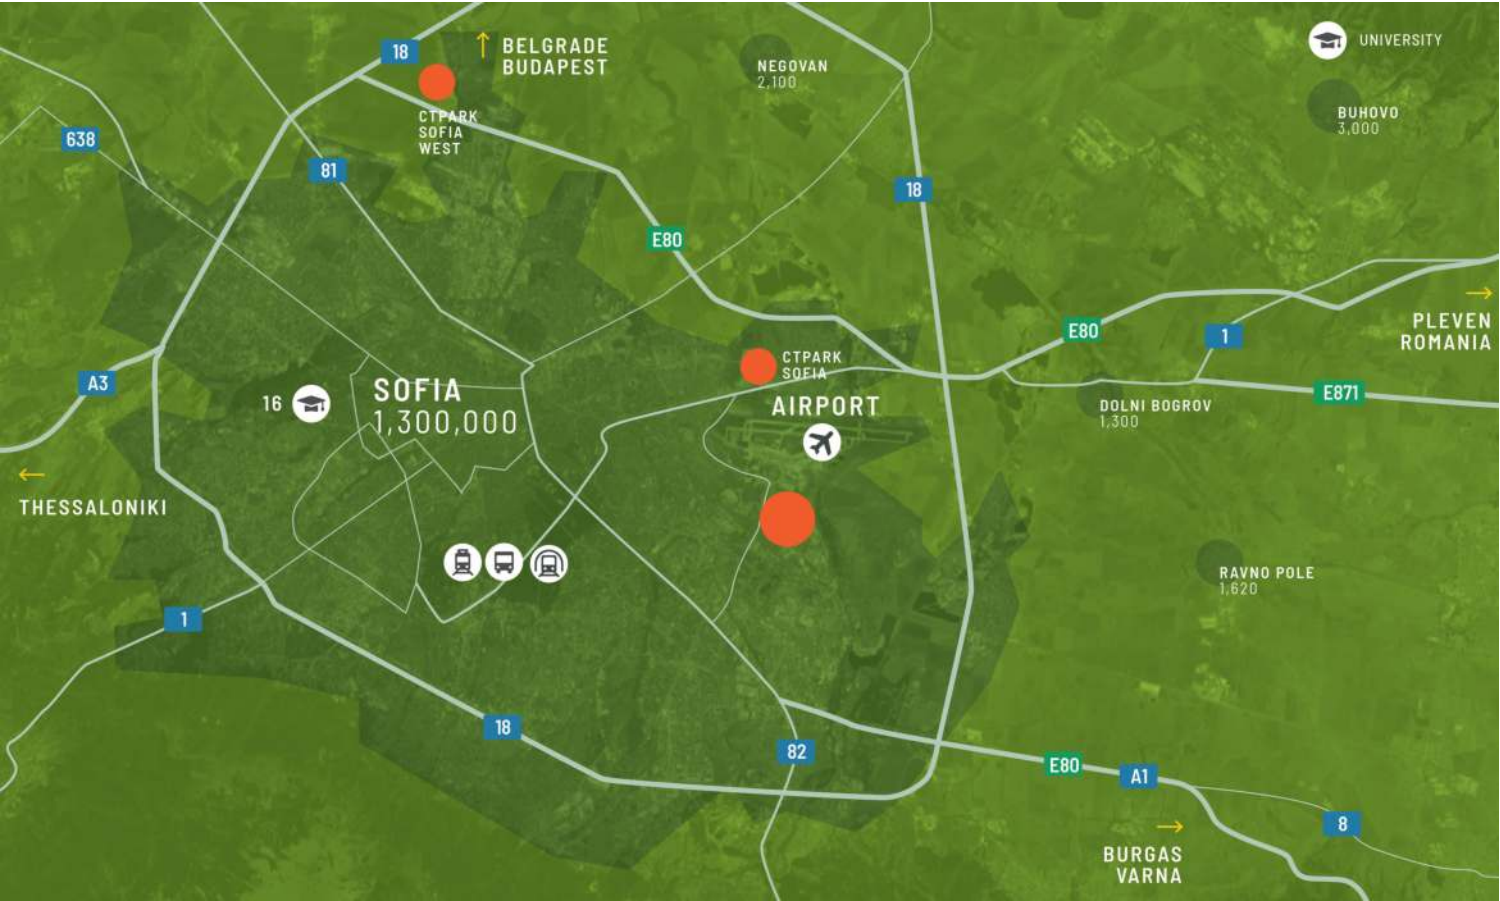 18
BELGRADE
BUDAPEST
UNIVERSITY
NEGOVAN
2,100
BUHOVO
3,000
CTPARK
SOFIA
WEST
638
81
18
E80
PLEVEN
ROMANIA
E80
1
CTPARK
SOFIA
A3
SOFIA
1,300,000
16
AIRPORT
E871
DOLNI BOGROV
1,300
THESSALONIKI
RAVNO POLE
1,620
1
18
82
E80
A1
8
BURGAS
VARNA